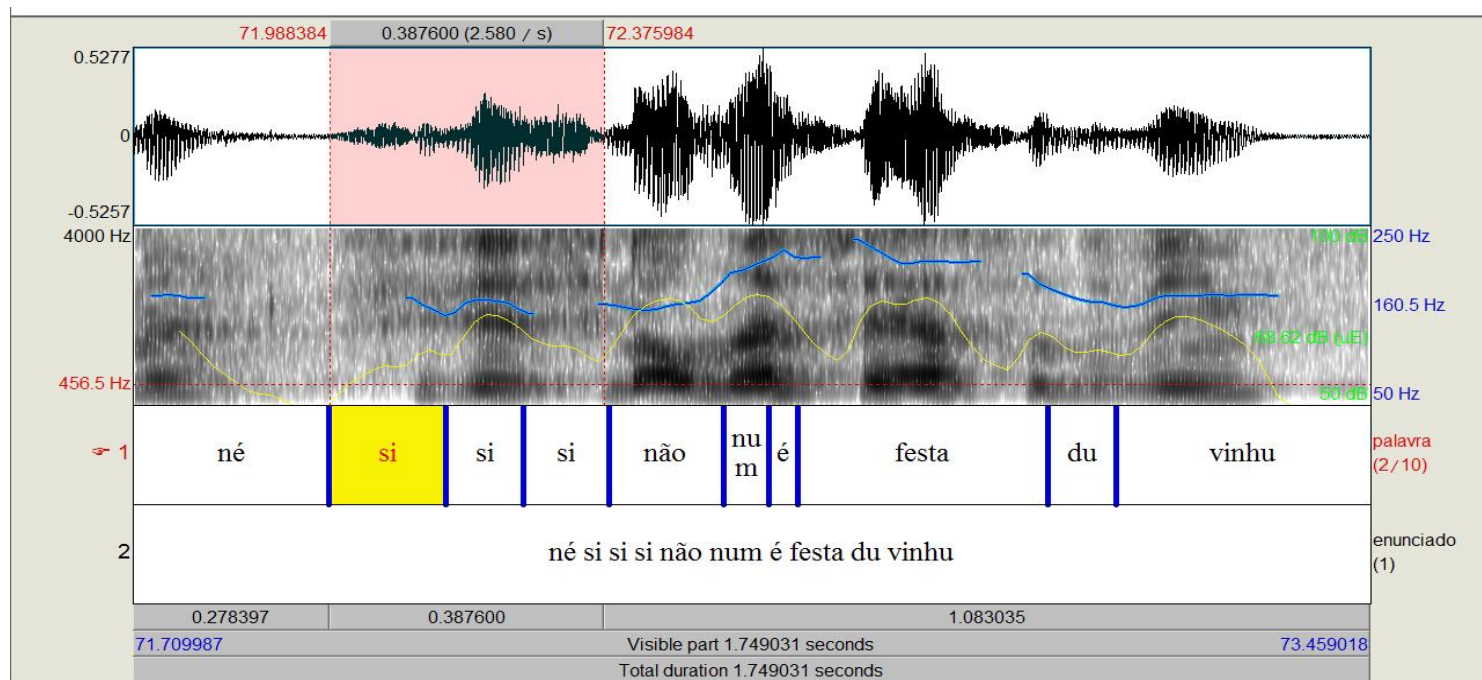 71.988384 0.387600 (2.580 / s) 72.375984
0.5277
0
-0.5257
4000 Hz 100 dB 250 Hz
160.5 Hz
68.62 dB (µE)
456.5 Hz
50 dB 50 Hz
☞ 1 né si si si não nu é festa du vinhu palavra
m (2/10)
2 né si si si não num é festa du vinhu enunciado
(1)
0.278397 0.387600 1.083035
71.709987 Visible part 1.749031 seconds 73.459018
Total duration 1.749031 seconds